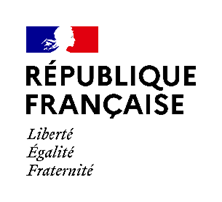 RÉPUBLIQUE
FRANÇAISE
Liberté
Égalité
Fraternité